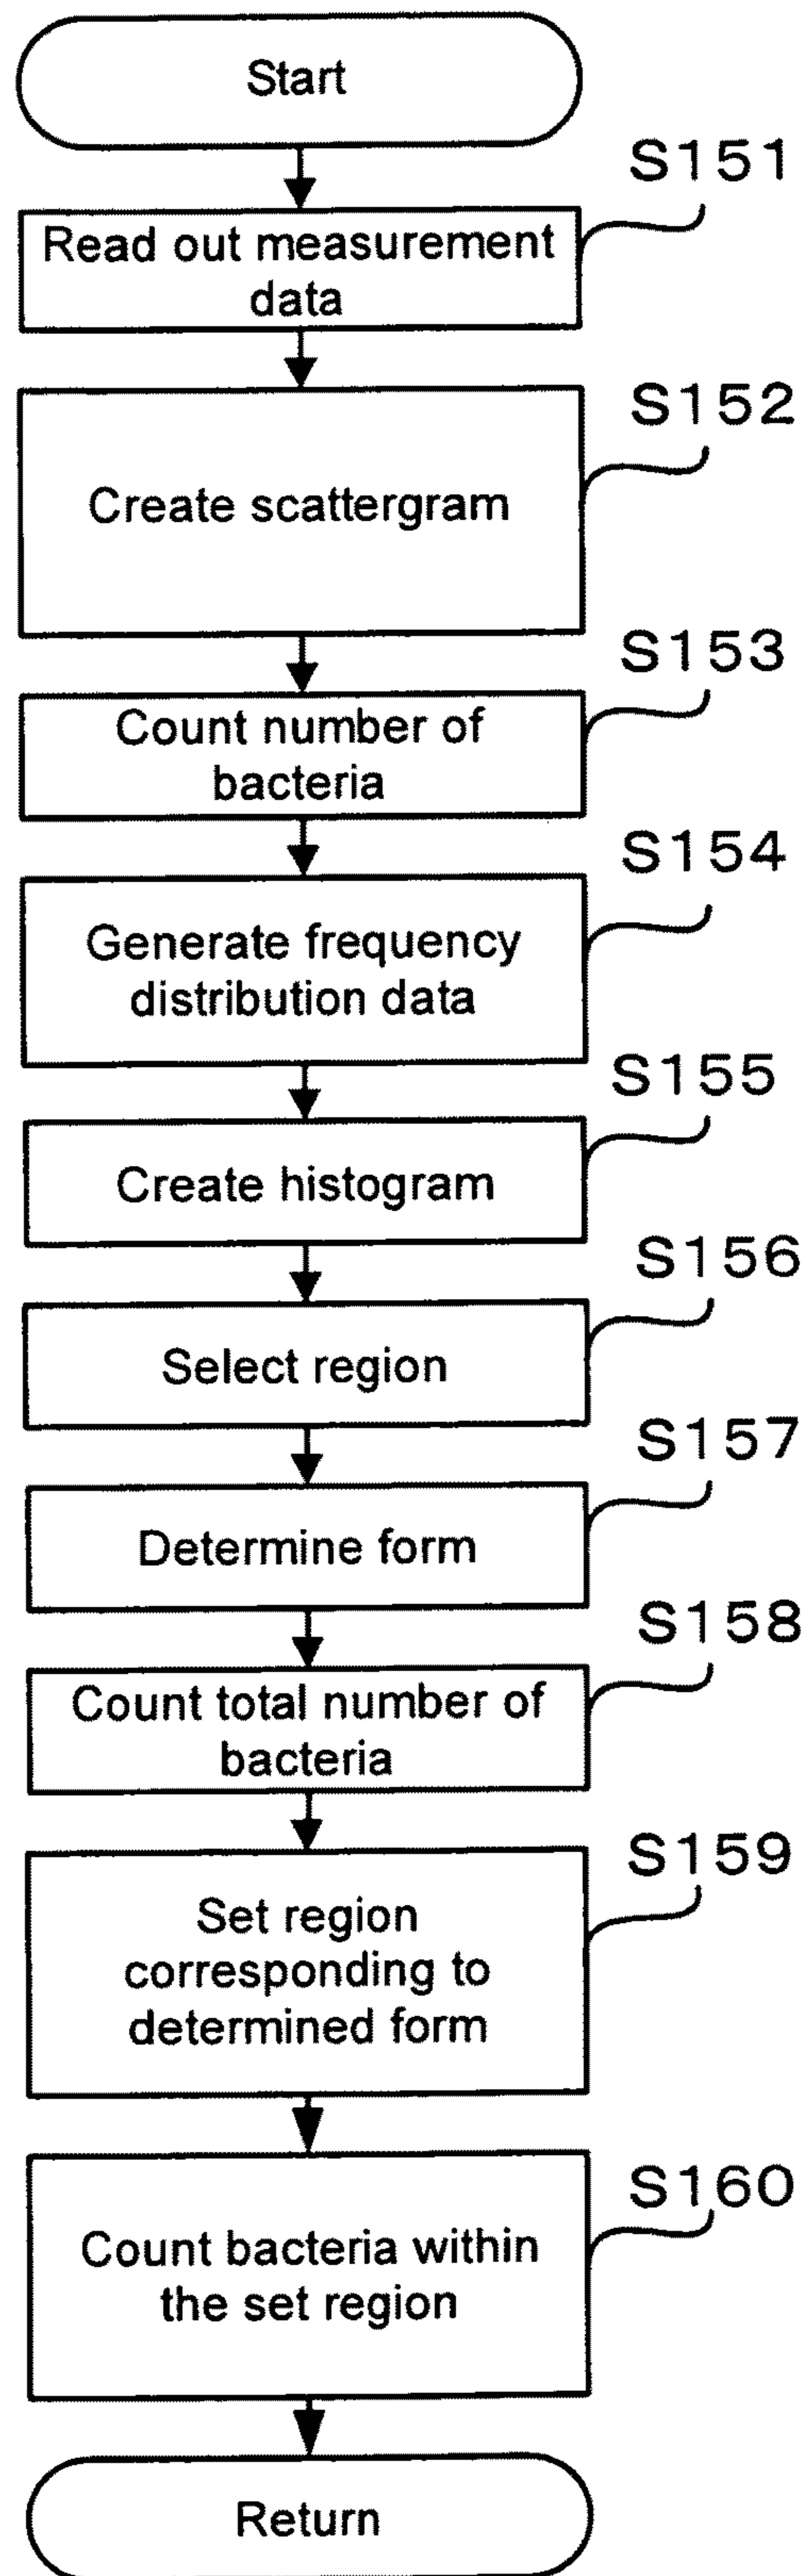 Start
S151
Read out measurement
data
S152
Create scattergram
S153
Count number of
bacteria
S154
Generate frequency
distribution data
S155
Create histogram
S156
Select region
S157
Determine form
S158
Count total number of
bacteria
S159
Set region
corresponding to
determined form
S160
Count bacteria within
the set region
Return